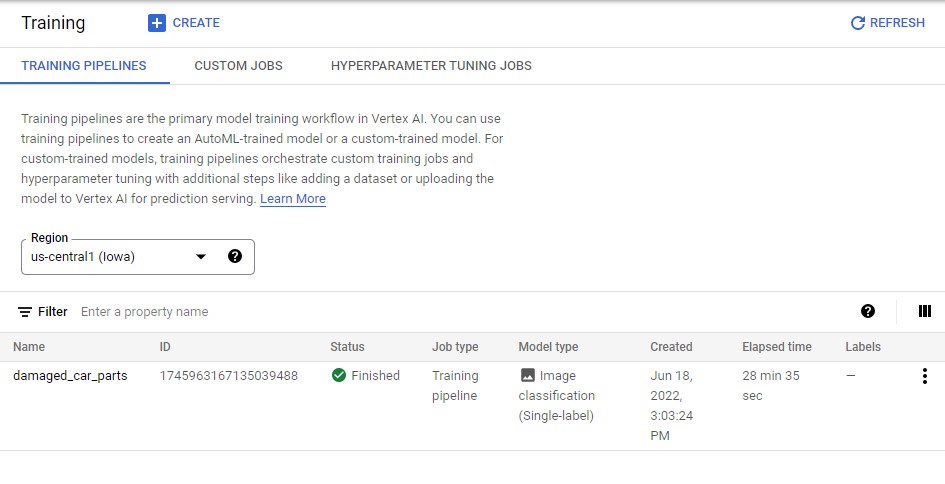 Training
CREATE
REFRESH
TRAINING PIPELINES
CUSTOM JOBS
HYPERPARAMETER TUNING JOBS
Training pipelines are the primary model training workflow in Vertex AI. You can use
training pipelines to create an AutoML-trained model or a custom-trained model. For
custom-trained models, training pipelines orchestrate custom training jobs and
hyperparameter tuning with additional steps like adding a dataset or uploading the
model to Vertex AI for prediction serving. Learn More
Region
us-central1 (Iowa)
Filter Enter a property name
Name ID Status Job type Model type Created Elapsed time Labels
damaged_car_parts
1745963167135039488
Finished
Training
pipeline
Image
classification
(Single-label)
Jun 18,
2022,
3:03:24
PM
28 min 35
sec
—